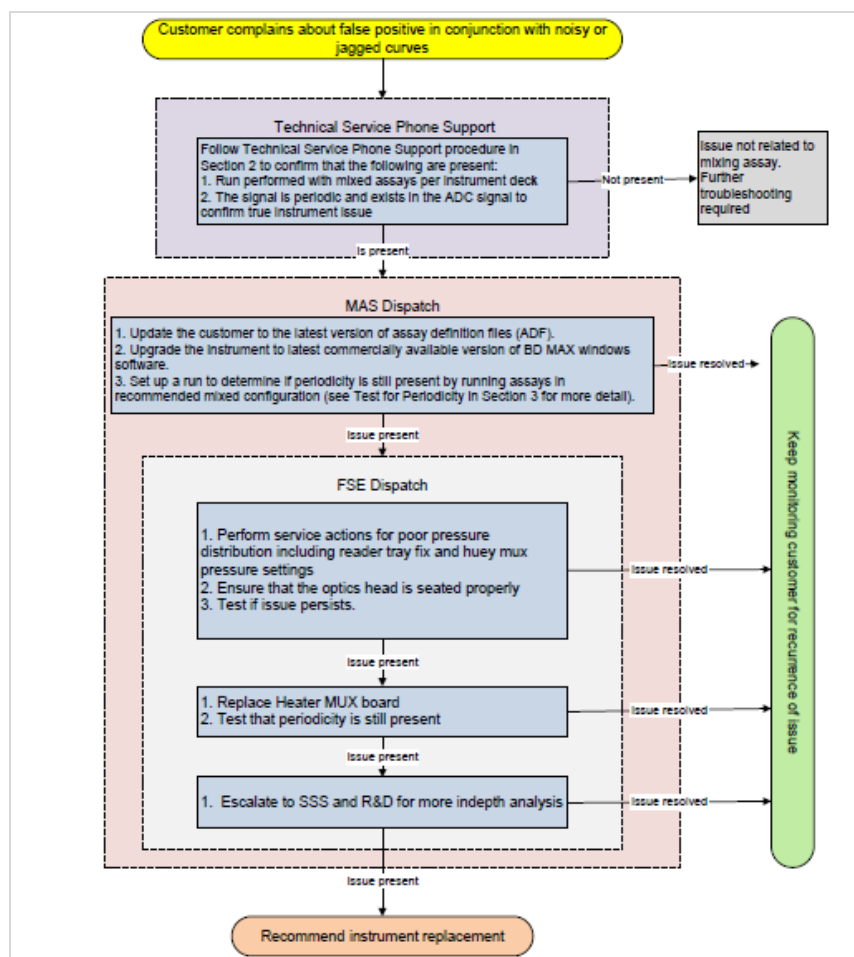 Customer complains about false positive in conjunction with noisy or
jagged curves
Technical Service Phone Support
Follow Technical Service Phone Support procedure in
Section 2 to confirm that the following are present:
1. Run performed with mixed assays per instrument deck
2. The signal is periodic and exists in the ADC signal to
confirm true instrument issue
Not present
Issue not related to
mixing assay.
Further
troubleshooting
required
Is present
MAS Dispatch
1. Update the customer to the latest version of assay definition files (ADF).
2. Upgrade the instrument to latest commercially available version of BD MAX windows
software.
3. Set up a run to determine if periodicity is still present by running assays in
recommended mixed configuration (see Test for Periodicity in Section 3 for more detail).
Issue resolved
Issue present
FSE Dispatch
1. Perform service actions for poor pressure
distribution including reader tray fix and huey mux
pressure settings
2. Ensure that the optics head is seated properly
3. Test if issue persists.
Issue resolved
Issue present
1. Replace Heater MUX board
2. Test that periodicity is still present
Issue resolved
Issue present
1. Escalate to SSS and R&D for more indepth analysis
Issue resolved
Keep monitoring customer for recurrence of issue
Issue present
Recommend instrument replacement